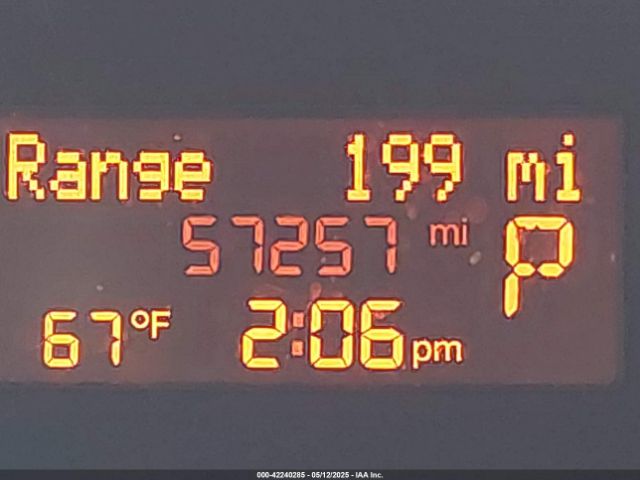 Range 199 mi
57257 mi P
67°F 2:06 pm
000-42240285 - 05/12/2025 - IAA Inc.